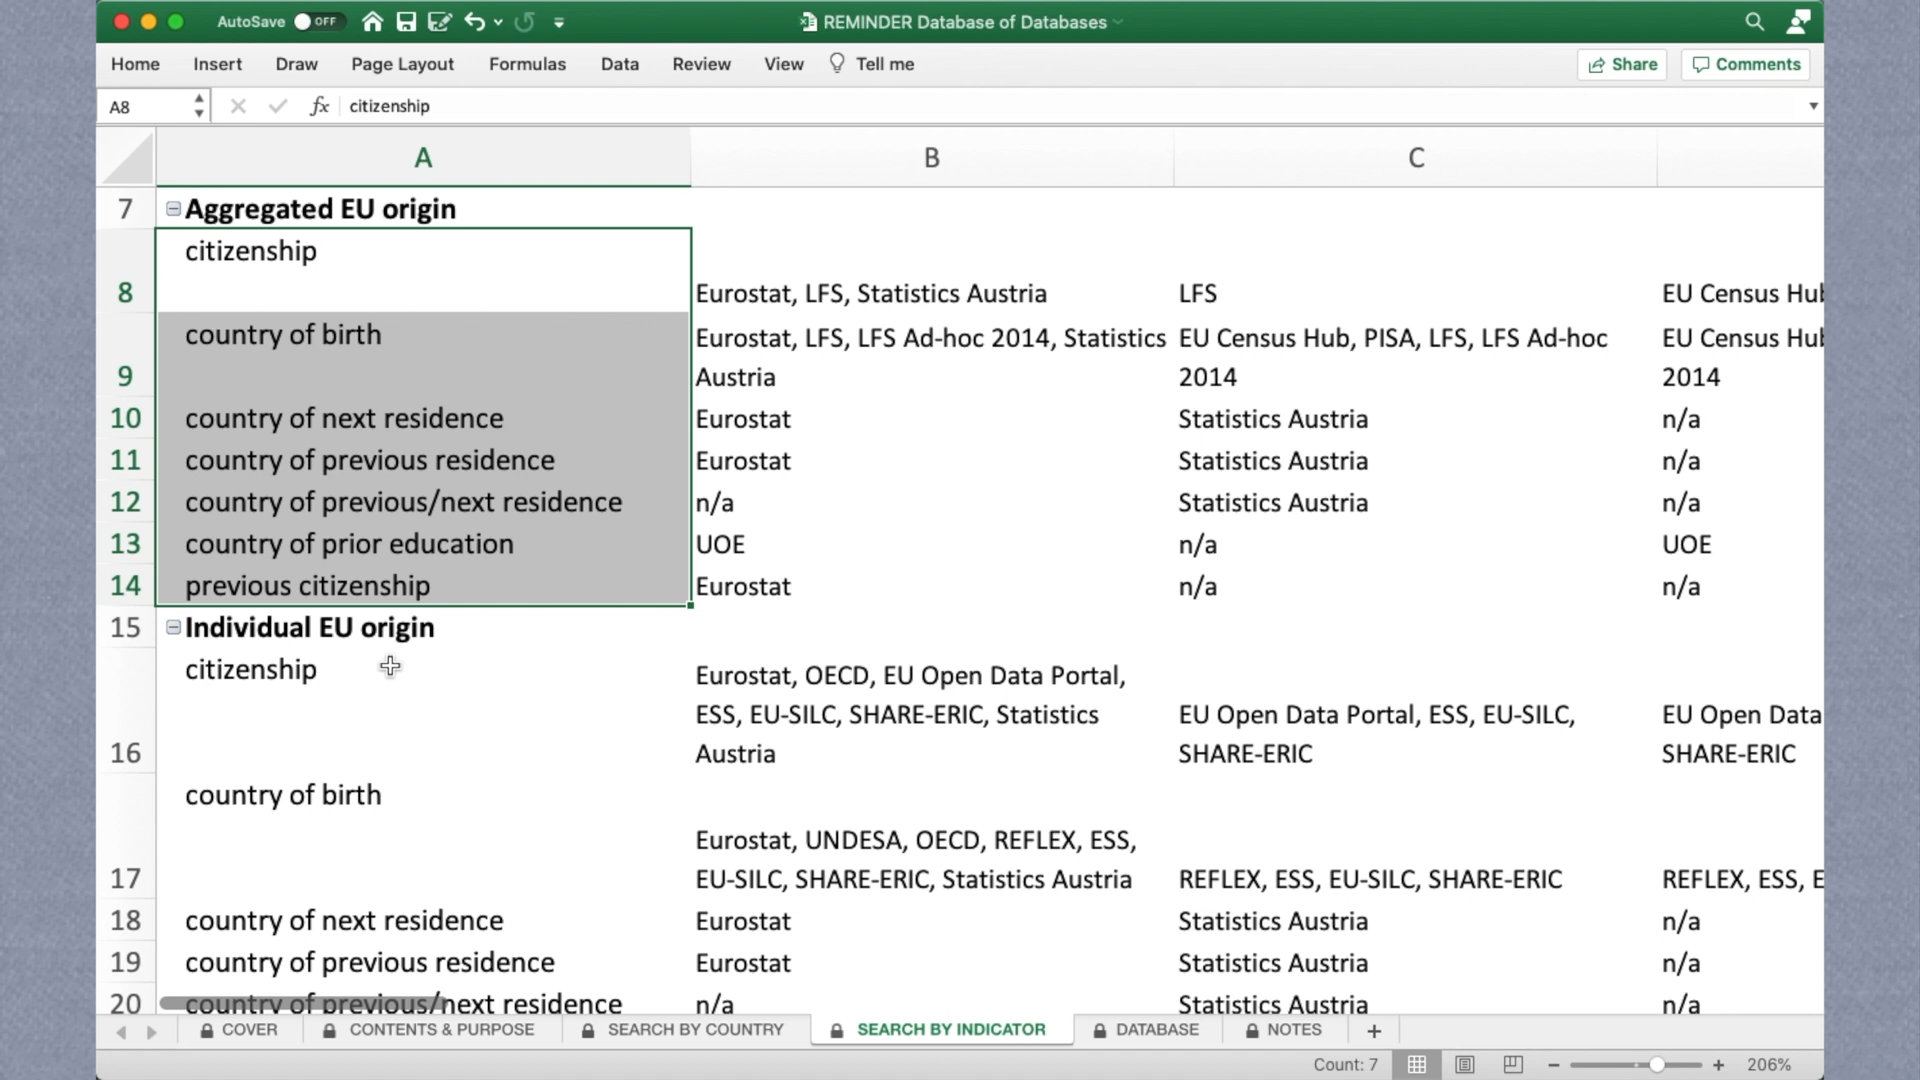 AutoSave OFF REMINDER Database of Databases
Home Insert Draw Page Layout Formulas Data Review View Tell me Share Comments
A8 fx citizenship
A B C
7 Aggregated EU origin
citizenship
8 Eurostat, LFS, Statistics Austria LFS EU Census Hub
country of birth Eurostat, LFS, LFS Ad-hoc 2014, Statistics EU Census Hub, PISA, LFS, LFS Ad-hoc EU Census Hub
9 Austria 2014 2014
10 country of next residence Eurostat Statistics Austria n/a
11 country of previous residence Eurostat Statistics Austria n/a
12 country of previous/next residence n/a Statistics Austria n/a
13 country of prior education UOE n/a UOE
14 previous citizenship Eurostat n/a n/a
15 Individual EU origin
citizenship Eurostat, OECD, EU Open Data Portal,
ESS, EU-SILC, SHARE-ERIC, Statistics EU Open Data Portal, ESS, EU-SILC, EU Open Data
16 Austria SHARE-ERIC SHARE-ERIC
country of birth
Eurostat, UNDESA, OECD, REFLEX, ESS,
17 EU-SILC, SHARE-ERIC, Statistics Austria REFLEX, ESS, EU-SILC, SHARE-ERIC REFLEX, ESS, E
18 country of next residence Eurostat Statistics Austria n/a
19 country of previous residence Eurostat Statistics Austria n/a
20 country of previous/next residence n/a Statistics Austria n/a
COVER CONTENTS & PURPOSE SEARCH BY COUNTRY SEARCH BY INDICATOR DATABASE NOTES +
Count: 7 − + 206%